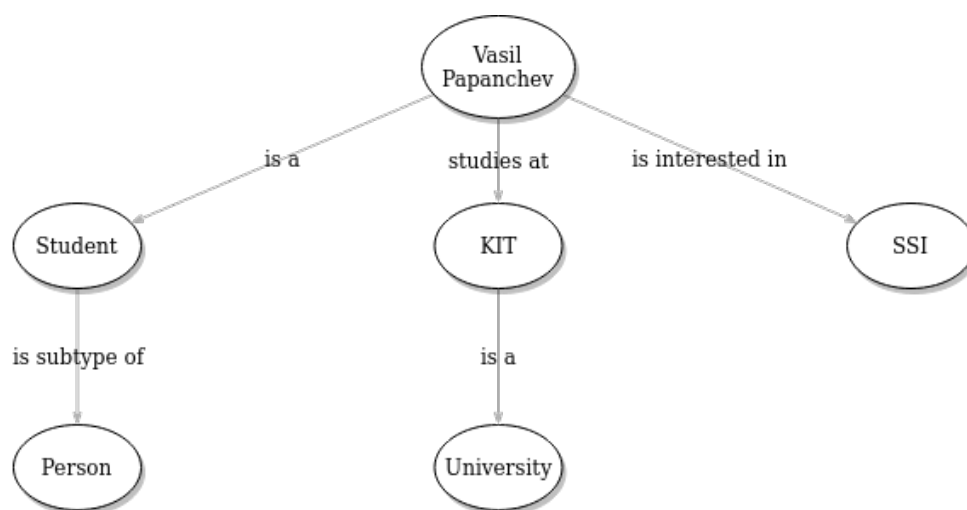 Vasil
Papanchev
is a
studies at
is interested in
Student
KIT
SSI
is subtype of
is a
Person
University